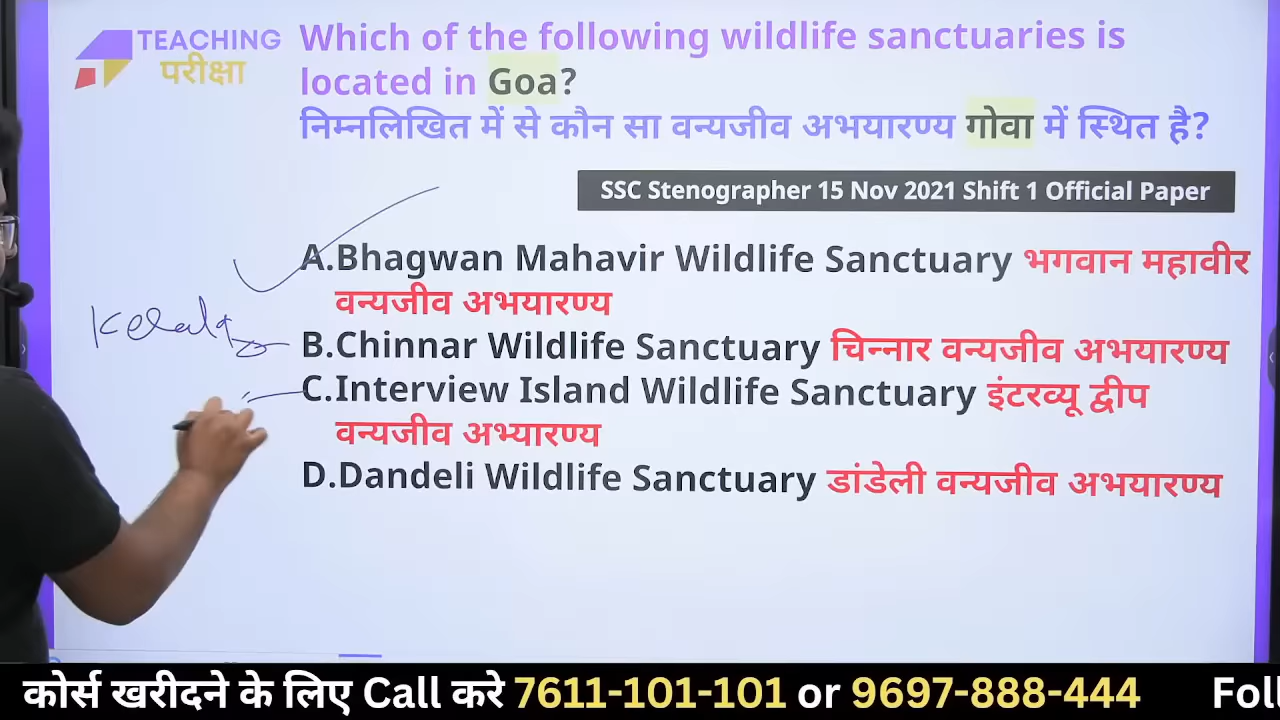 TEACHING
परीक्षा
Which of the following wildlife sanctuaries is
located in Goa?
निम्नलिखित में से कौन सा वन्यजीव अभयारण्य गोवा में स्थित है?
SSC Stenographer 15 Nov 2021 Shift 1 Official Paper
A.Bhagwan Mahavir Wildlife Sanctuary भगवान महावीर
वन्यजीव अभयारण्य
Kerala
B.Chinnar Wildlife Sanctuary चिन्नार वन्यजीव अभयारण्य
C.Interview Island Wildlife Sanctuary इंटरव्यू द्वीप
वन्यजीव अभ्यारण्य
D.Dandeli Wildlife Sanctuary डांडेली वन्यजीव अभयारण्य
कोर्स खरीदने के लिए Call करे 7611-101-101 or 9697-888-444